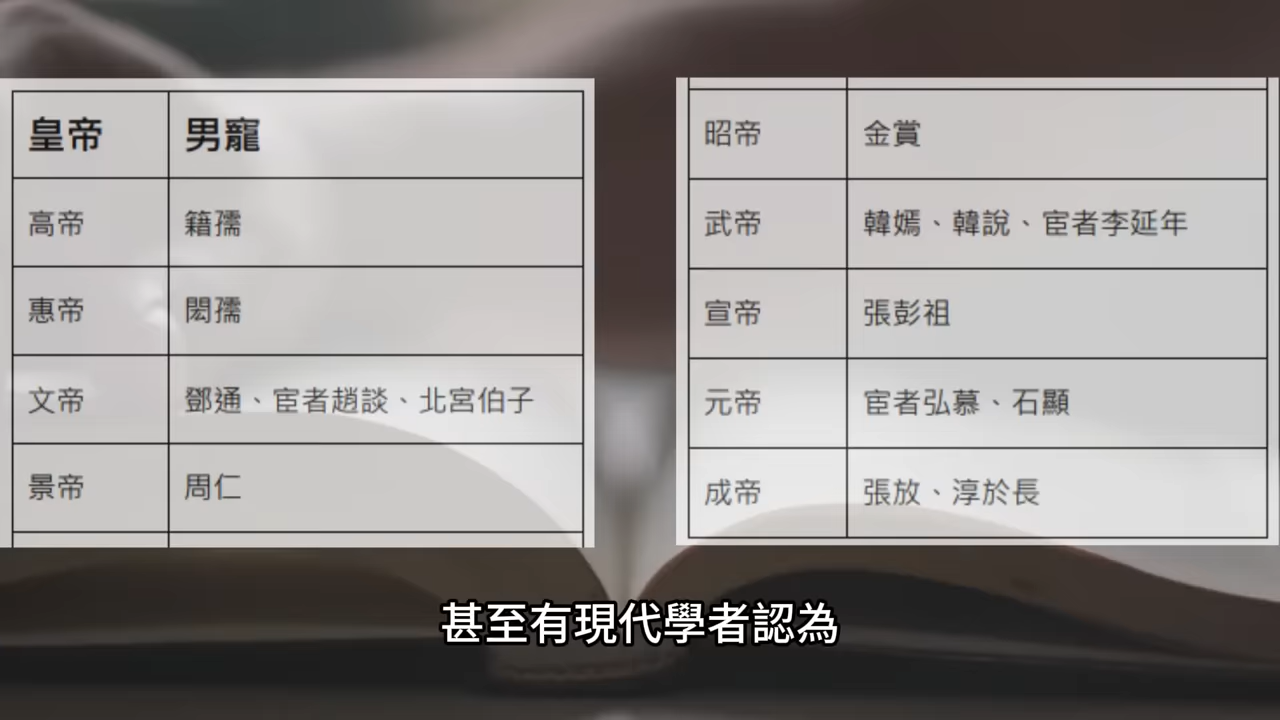 皇帝 男寵
高帝 籍孺
惠帝 閎孺
文帝 鄧通、宦者趙談、北宮伯子
景帝 周仁
昭帝 金賞
武帝 韓嫣、韓說、宦者李延年
宣帝 張彭祖
元帝 宦者弘慕、石顯
成帝 張放、淳於長
甚至有現代學者認為